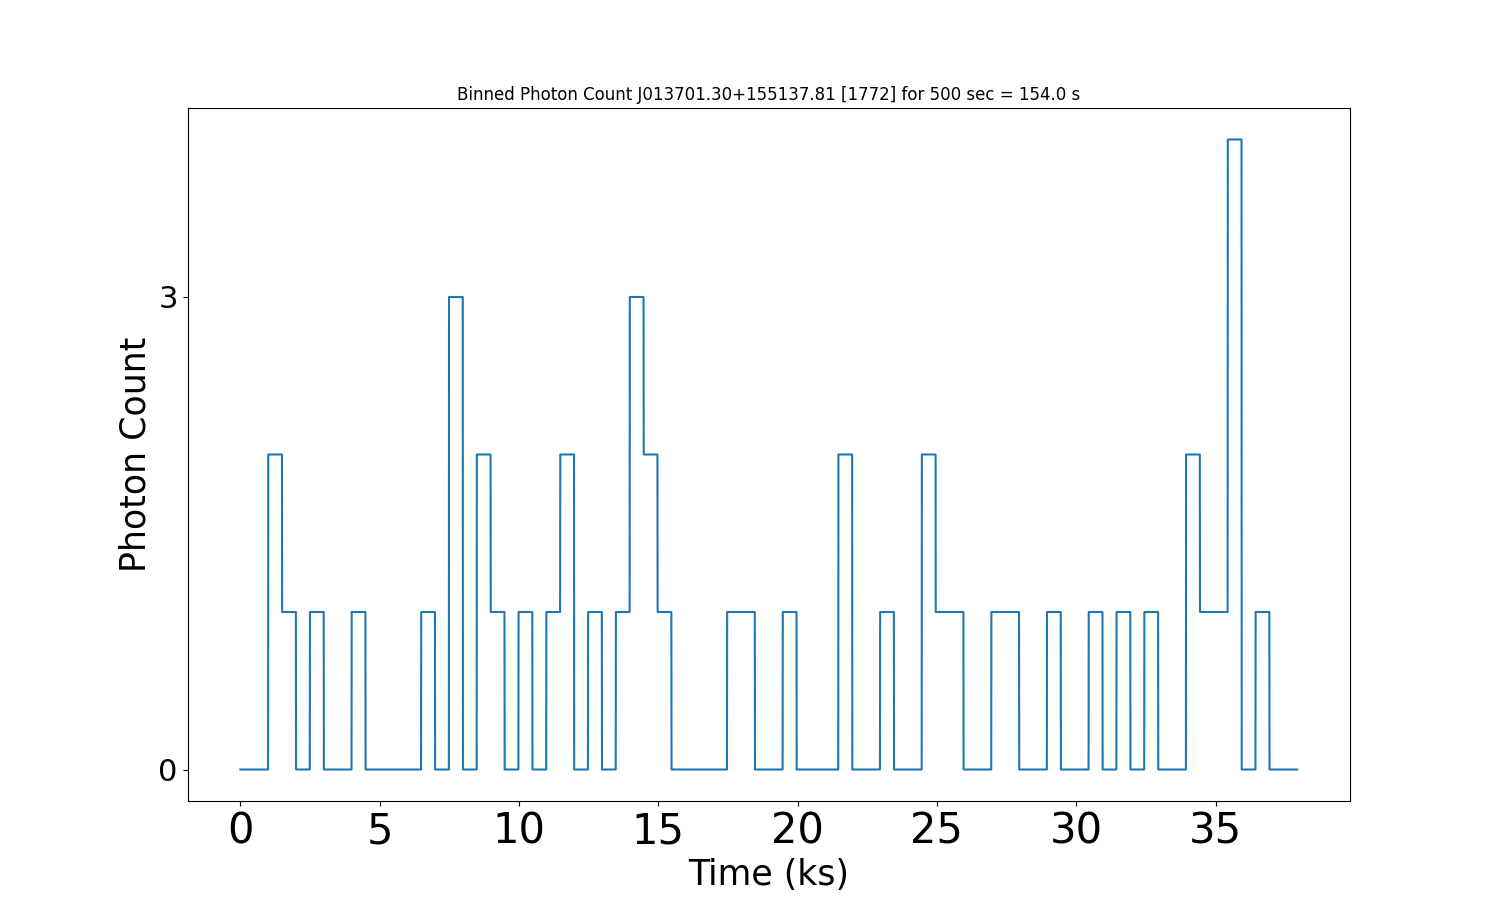 Binned Photon Count J013701.30+155137.81 [1772] for 500 sec = 154.0 s
Photon Count
3
0
0 5 10 15 20 25 30 35
Time (ks)